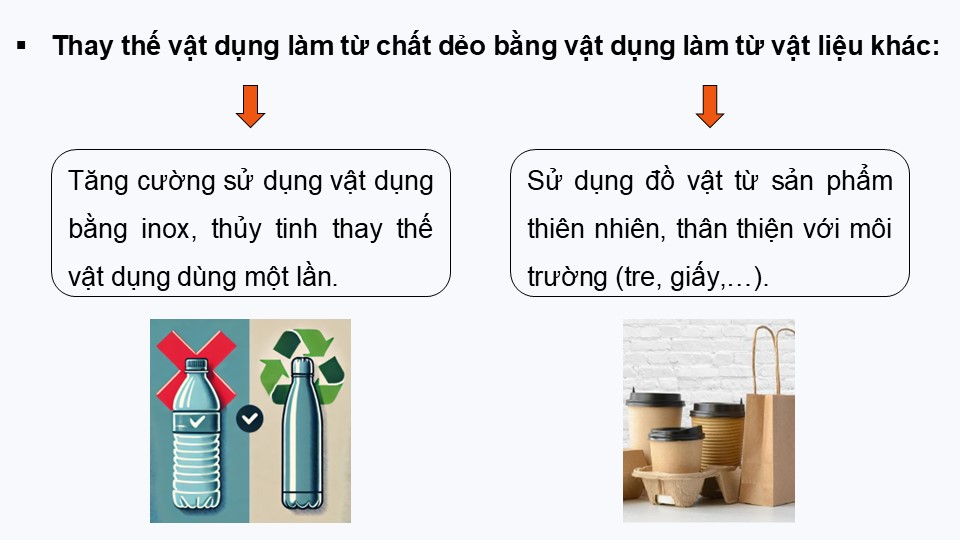 ▪ Thay thế vật dụng làm từ chất dẻo bằng vật dụng làm từ vật liệu khác:
Tăng cường sử dụng vật dụng
bằng inox, thủy tinh thay thế
vật dụng dùng một lần.
Sử dụng đồ vật từ sản phẩm
thiên nhiên, thân thiện với môi
trường (tre, giấy,…).